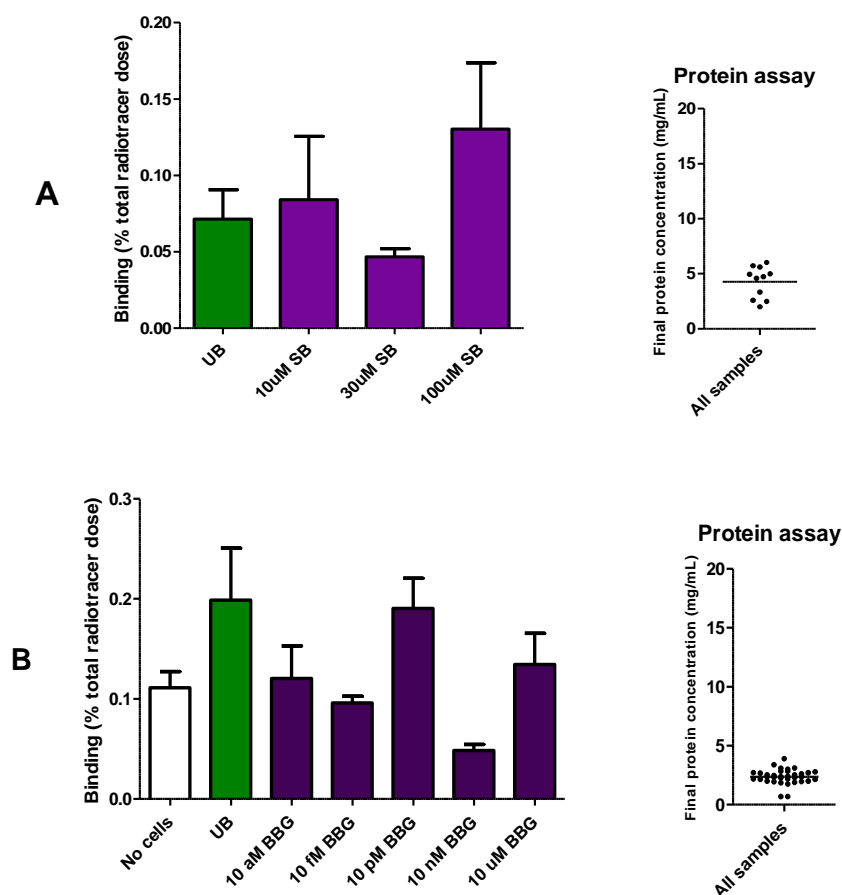 A
Binding (% total radiotracer dose)
0.20
0.15
0.10
0.05
0.00
UB
10uM SB
30uM SB
100uM SB
Protein assay
Final protein concentration (mg/mL)
20
15
10
5
0
All samples
B
Binding (% total radiotracer dose)
0.3
0.2
0.1
0.0
No cells
UB
10 aM BBG
10 fM BBG
10 pM BBG
10 nM BBG
10 uM BBG
Protein assay
Final protein concentration (mg/mL)
20
15
10
5
0
All samples